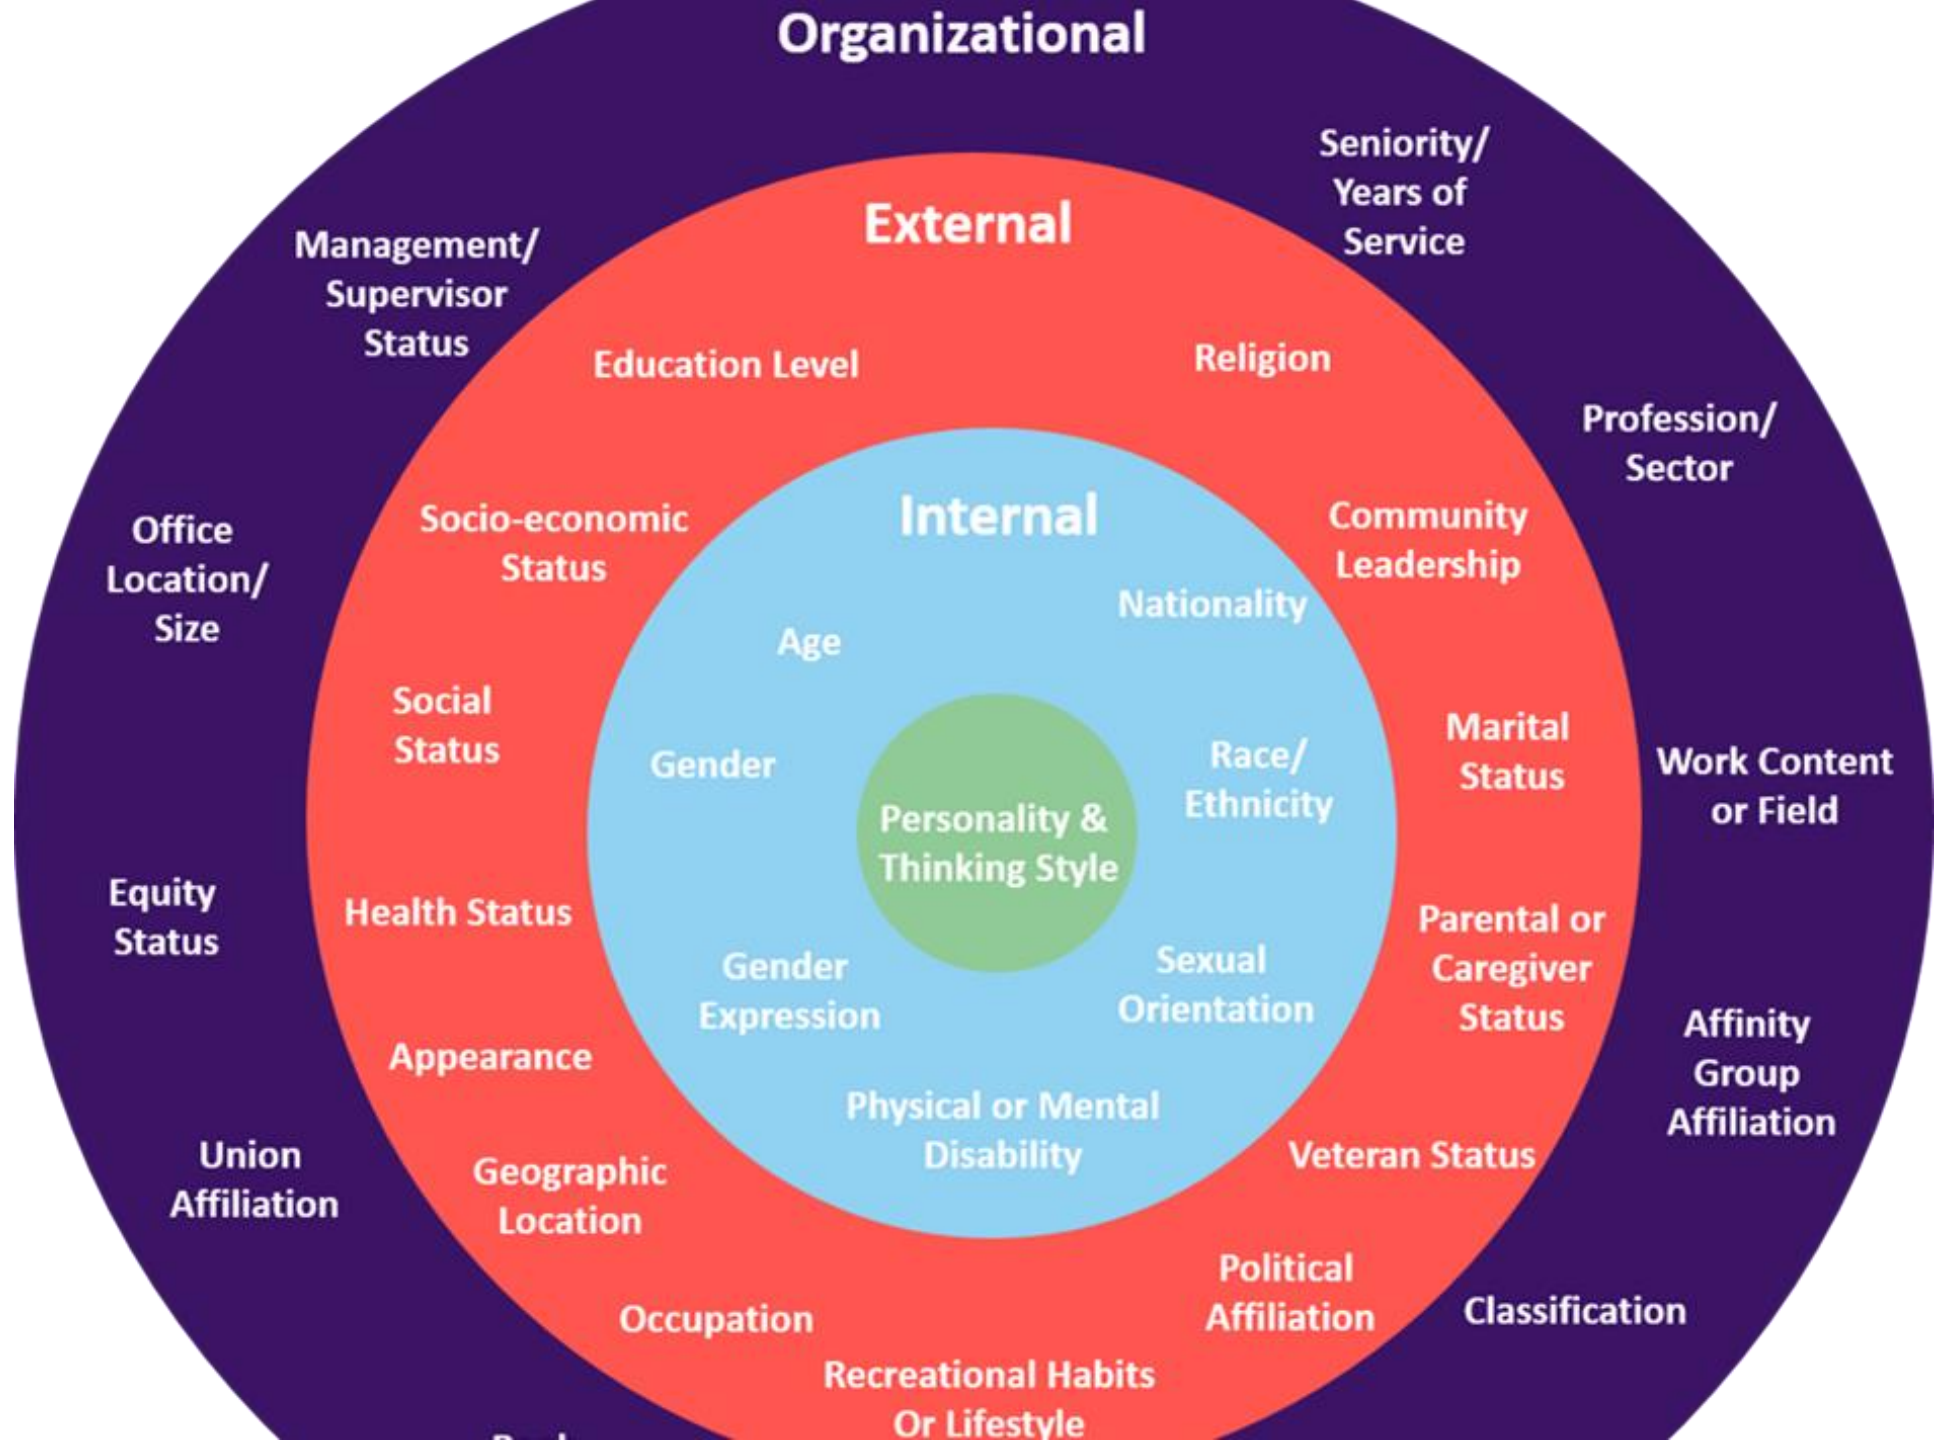 Organizational
Seniority/
Years of
Service
Management/
Supervisor
Status
External
Education Level
Religion
Profession/
Sector
Office
Location/
Size
Socio-economic
Status
Internal
Community
Leadership
Nationality
Age
Social
Status
Gender
Race/
Ethnicity
Marital
Status
Work Content
or Field
Personality &
Thinking Style
Equity
Status
Health Status
Parental or
Caregiver
Status
Gender
Expression
Sexual
Orientation
Appearance
Affinity
Group
Affiliation
Physical or Mental
Disability
Union
Affiliation
Geographic
Location
Veteran Status
Political
Affiliation
Classification
Occupation
Recreational Habits
Or Lifestyle